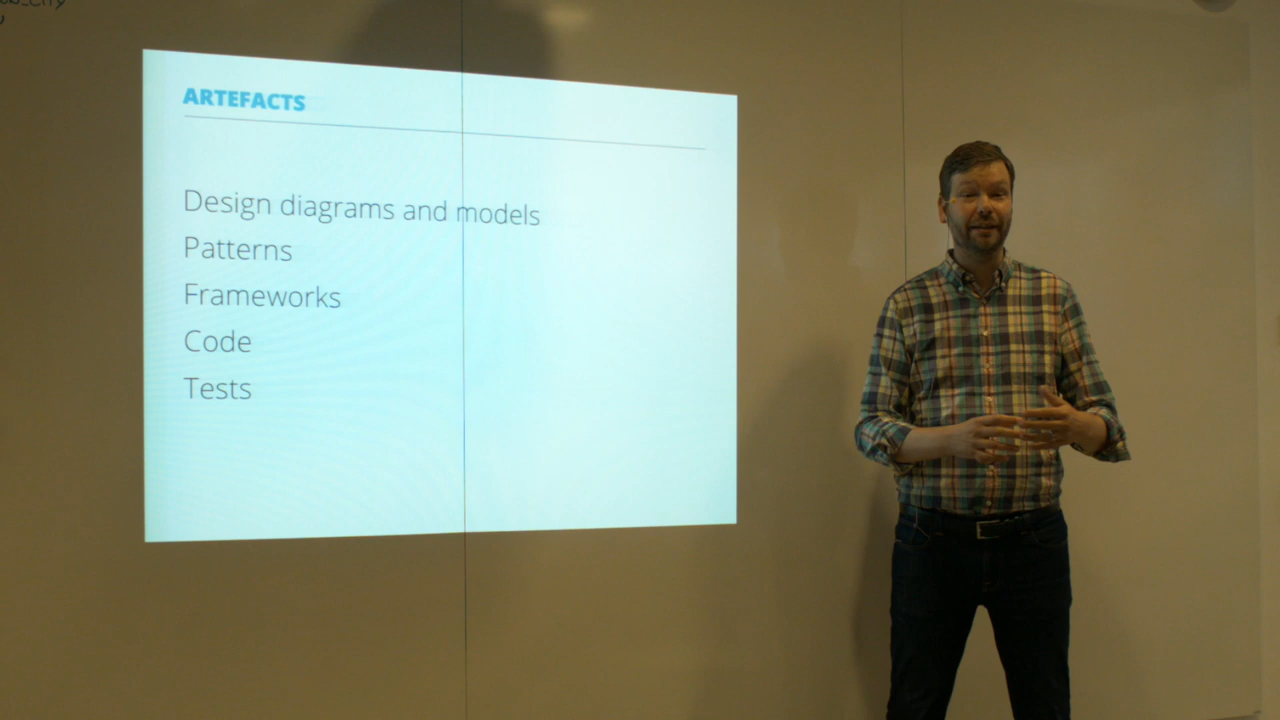 ARTEFACTS
Design diagrams and models
Patterns
Frameworks
Code
Tests